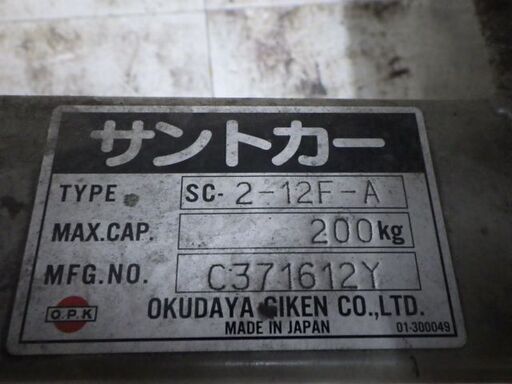 サントカー
TYPE SC-2-12F-A
MAX.CAP. 200kg
MFG.NO. C371612Y
O.P.K
OKUDAYA GIKEN CO.,LTD.
MADE IN JAPAN
01-300049